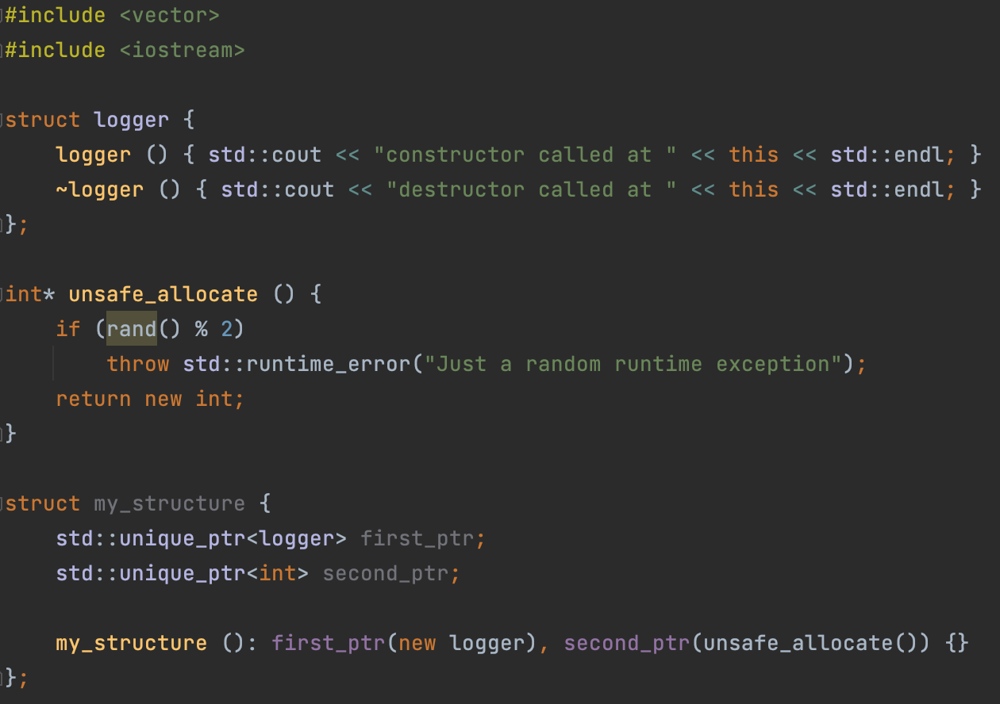 #include <vector>
#include <iostream>
struct logger {
logger () { std::cout << "constructor called at " << this << std::endl; }
~logger () { std::cout << "destructor called at " << this << std::endl; }
};
int* unsafe_allocate () {
if (rand() % 2)
throw std::runtime_error("Just a random runtime exception");
return new int;
}
struct my_structure {
std::unique_ptr<logger> first_ptr;
std::unique_ptr<int> second_ptr;
my_structure (): first_ptr(new logger), second_ptr(unsafe_allocate()) {}
};